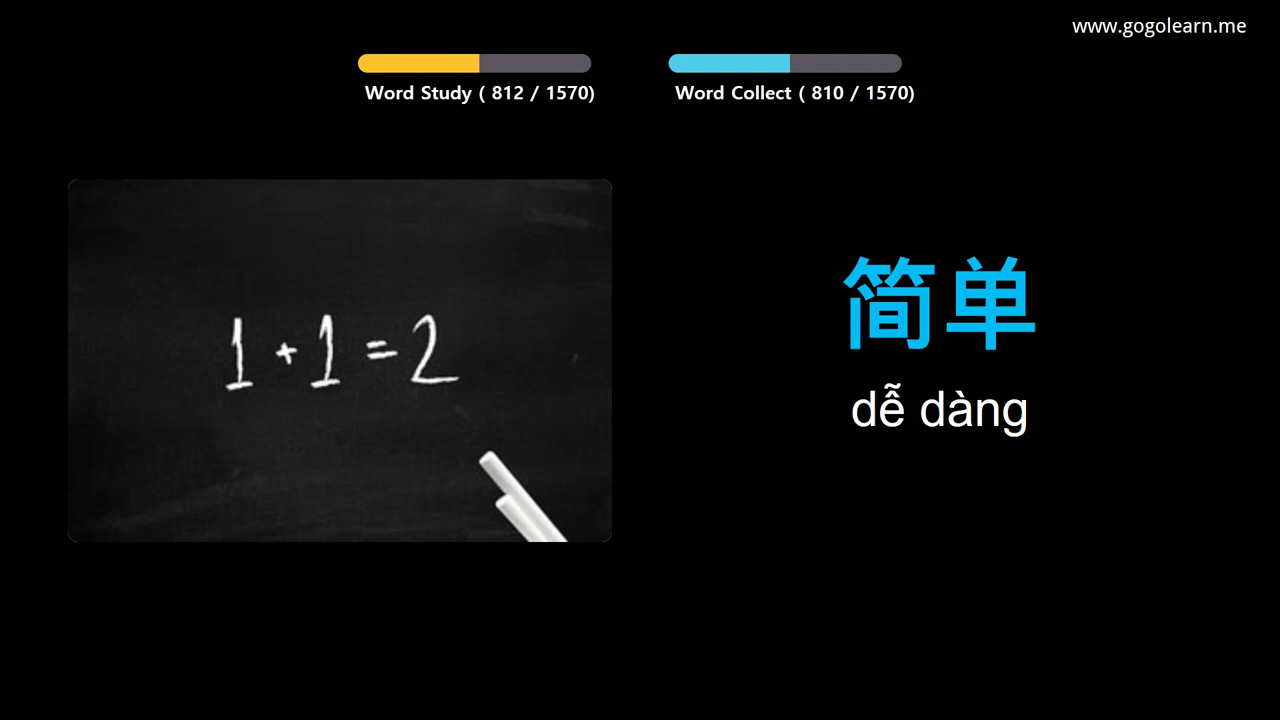 www.gogolearn.me
Word Study ( 812 / 1570)
Word Collect ( 810 / 1570)
1 + 1 = 2
简单
dễ dàng